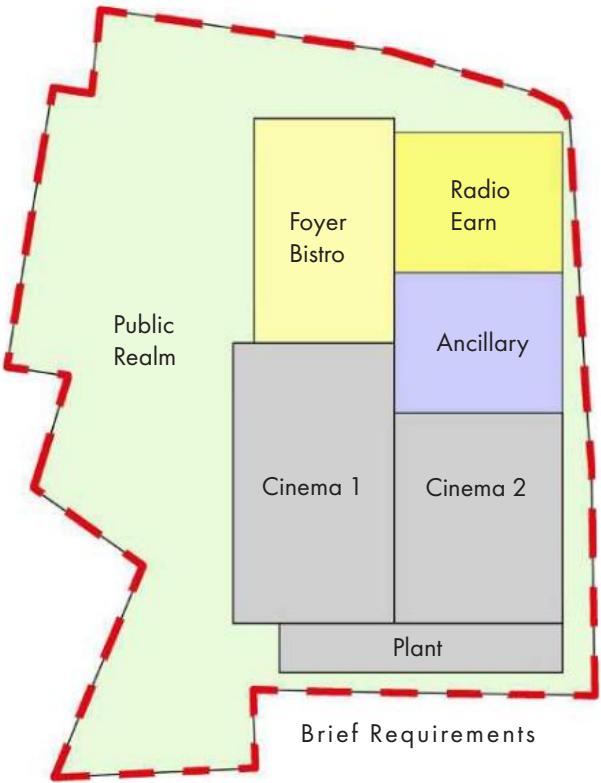 Foyer
Bistro
Radio
Earn
Public
Realm
Ancillary
Cinema 1
Cinema 2
Plant
Brief Requirements